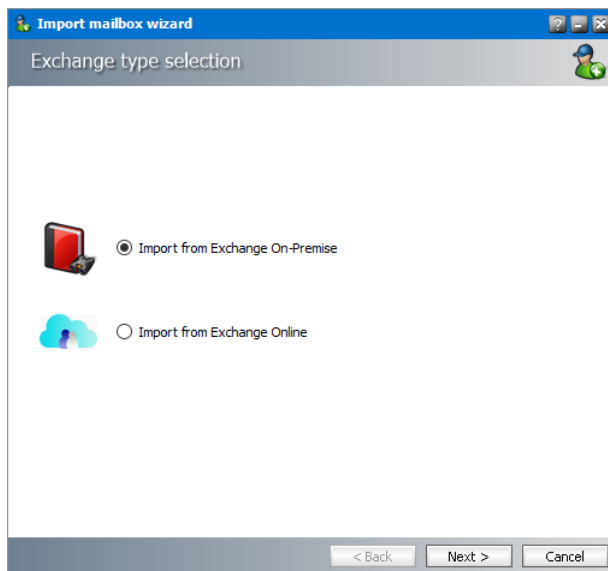 Import mailbox wizard
Exchange type selection
Import from Exchange On-Premise
Import from Exchange Online
< Back Next > Cancel